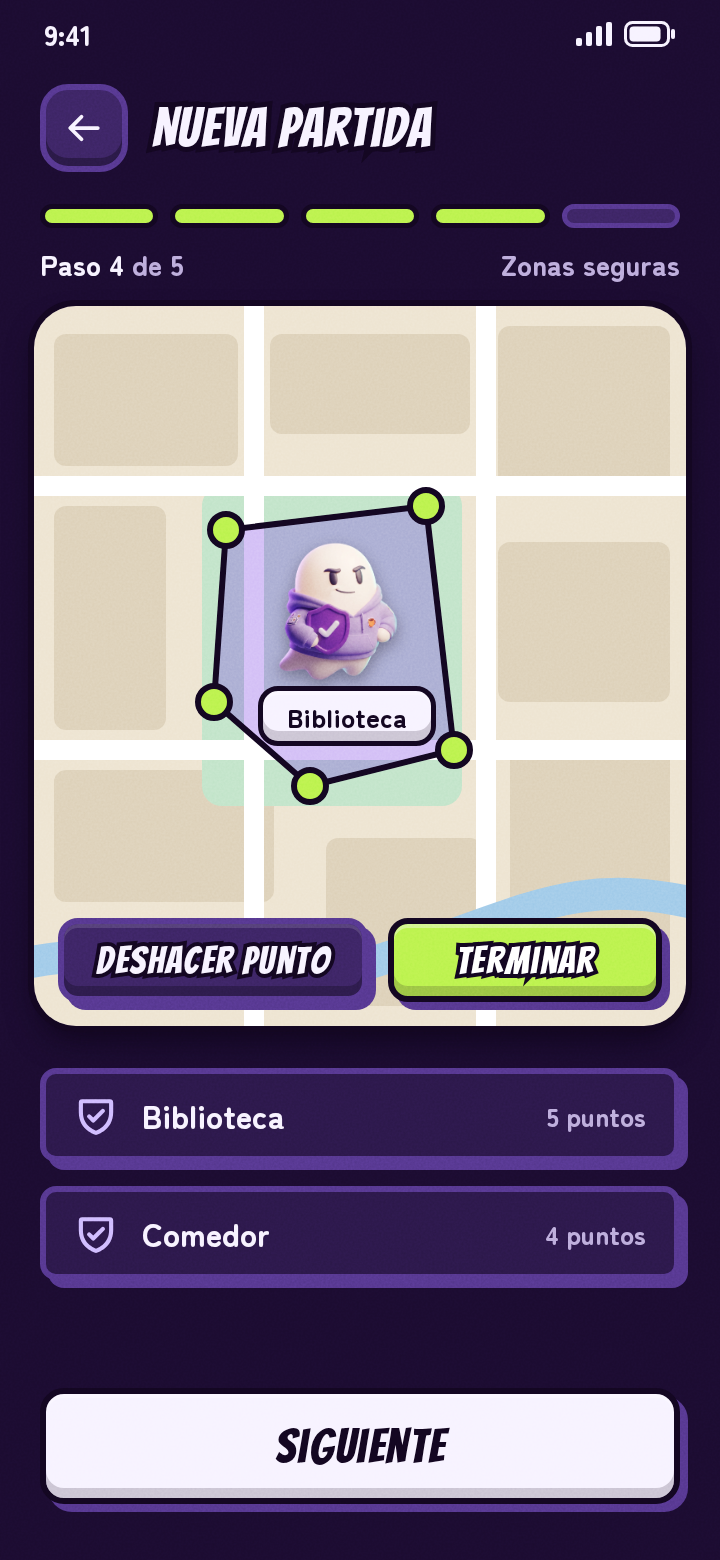 9:41
NUEVA PARTIDA
Paso 4 de 5
Zonas seguras
Biblioteca
DESHACER PUNTO
TERMINAR
Biblioteca
5 puntos
Comedor
4 puntos
SIGUIENTE